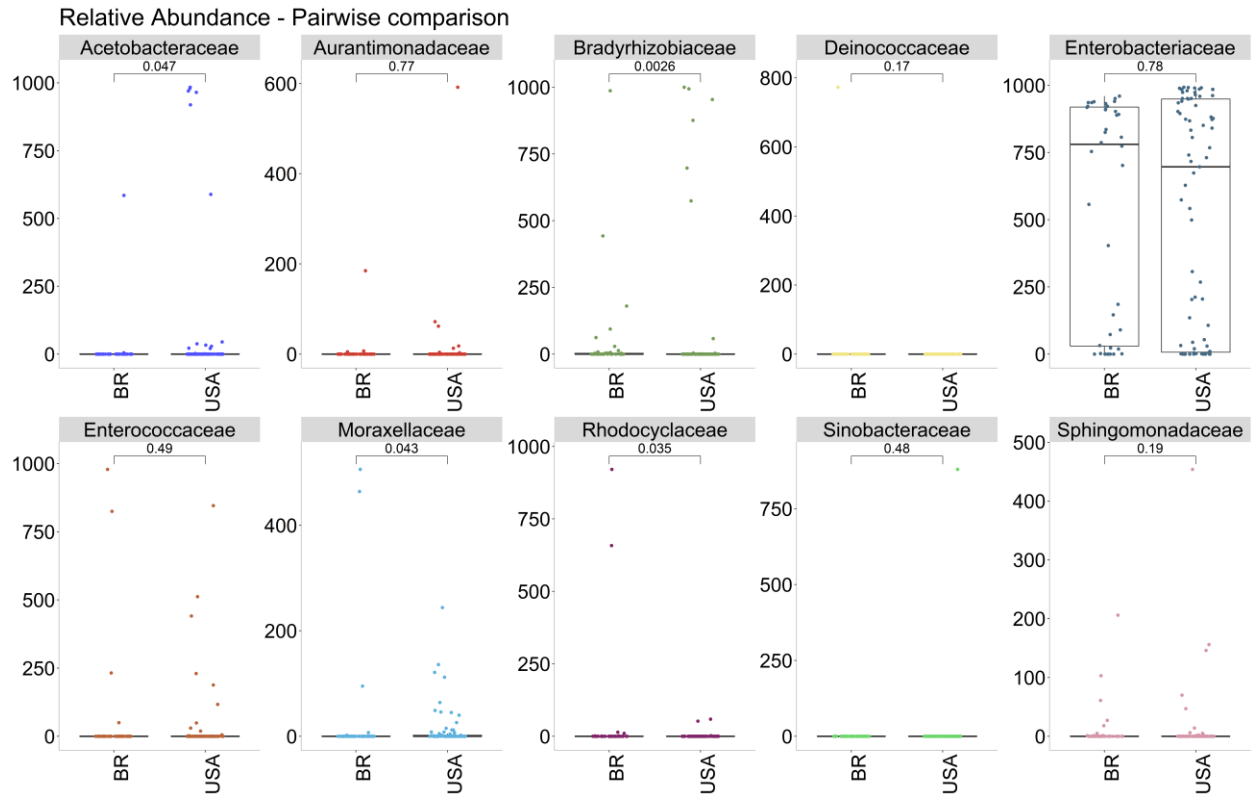 Relative Abundance - Pairwise comparison
Acetobacteraceae Aurantimonadaceae Bradyrhizobiaceae Deinococcaceae Enterobacteriaceae
0.047 0.77 0.0026 0.17 0.78
1000 600 1000 800 1000
750 400 750 600 750
500 200 500 400 500
250 0 250 200 250
0 0 0 0
BR USA BR USA BR USA BR USA BR USA
Enterococcaceae Moraxellaceae Rhodocyclaceae Sinobacteraceae Sphingomonadaceae
0.49 0.043 0.035 0.48 0.19
1000 400 1000 750 500
750 200 750 500 400
500 0 500 250 300
250 250 0 200
0 0 100
0
BR USA BR USA BR USA BR USA BR USA